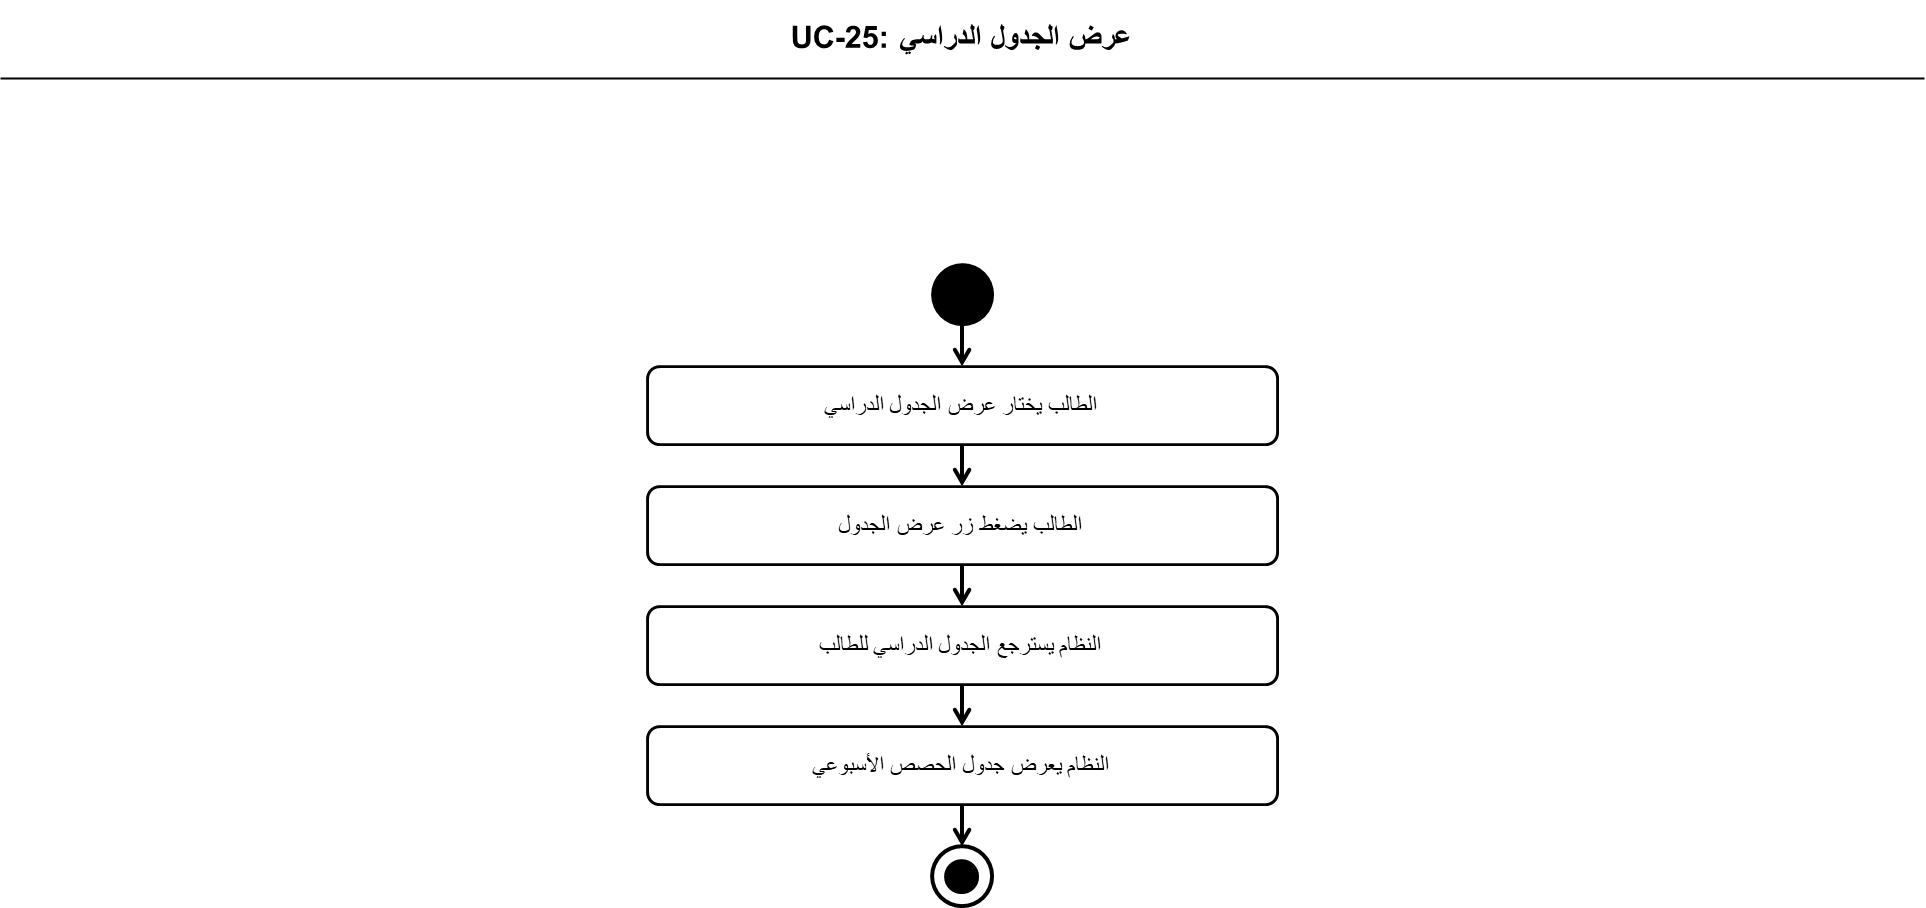 UC-25: عرض الجدول الدراسي
الطالب يختار عرض الجدول الدراسي
الطالب يضغط زر عرض الجدول
النظام يسترجع الجدول الدراسي للطالب
النظام يعرض جدول الحصص الأسبوعي